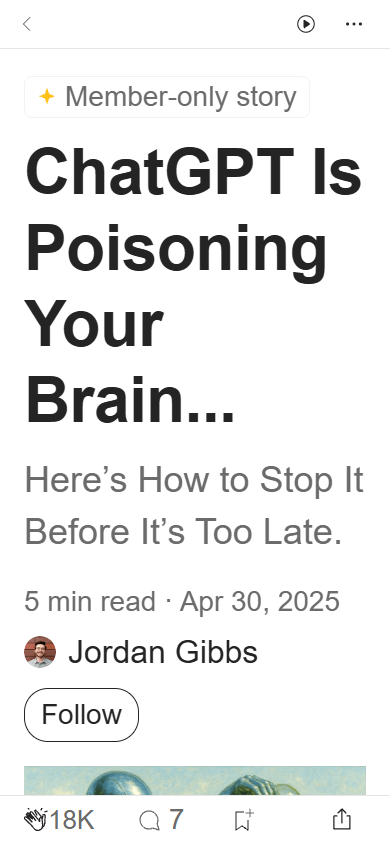 Member-only story
ChatGPT Is
Poisoning
Your
Brain...
Here’s How to Stop It
Before It’s Too Late.
5 min read · Apr 30, 2025
Jordan Gibbs
Follow
18K
7